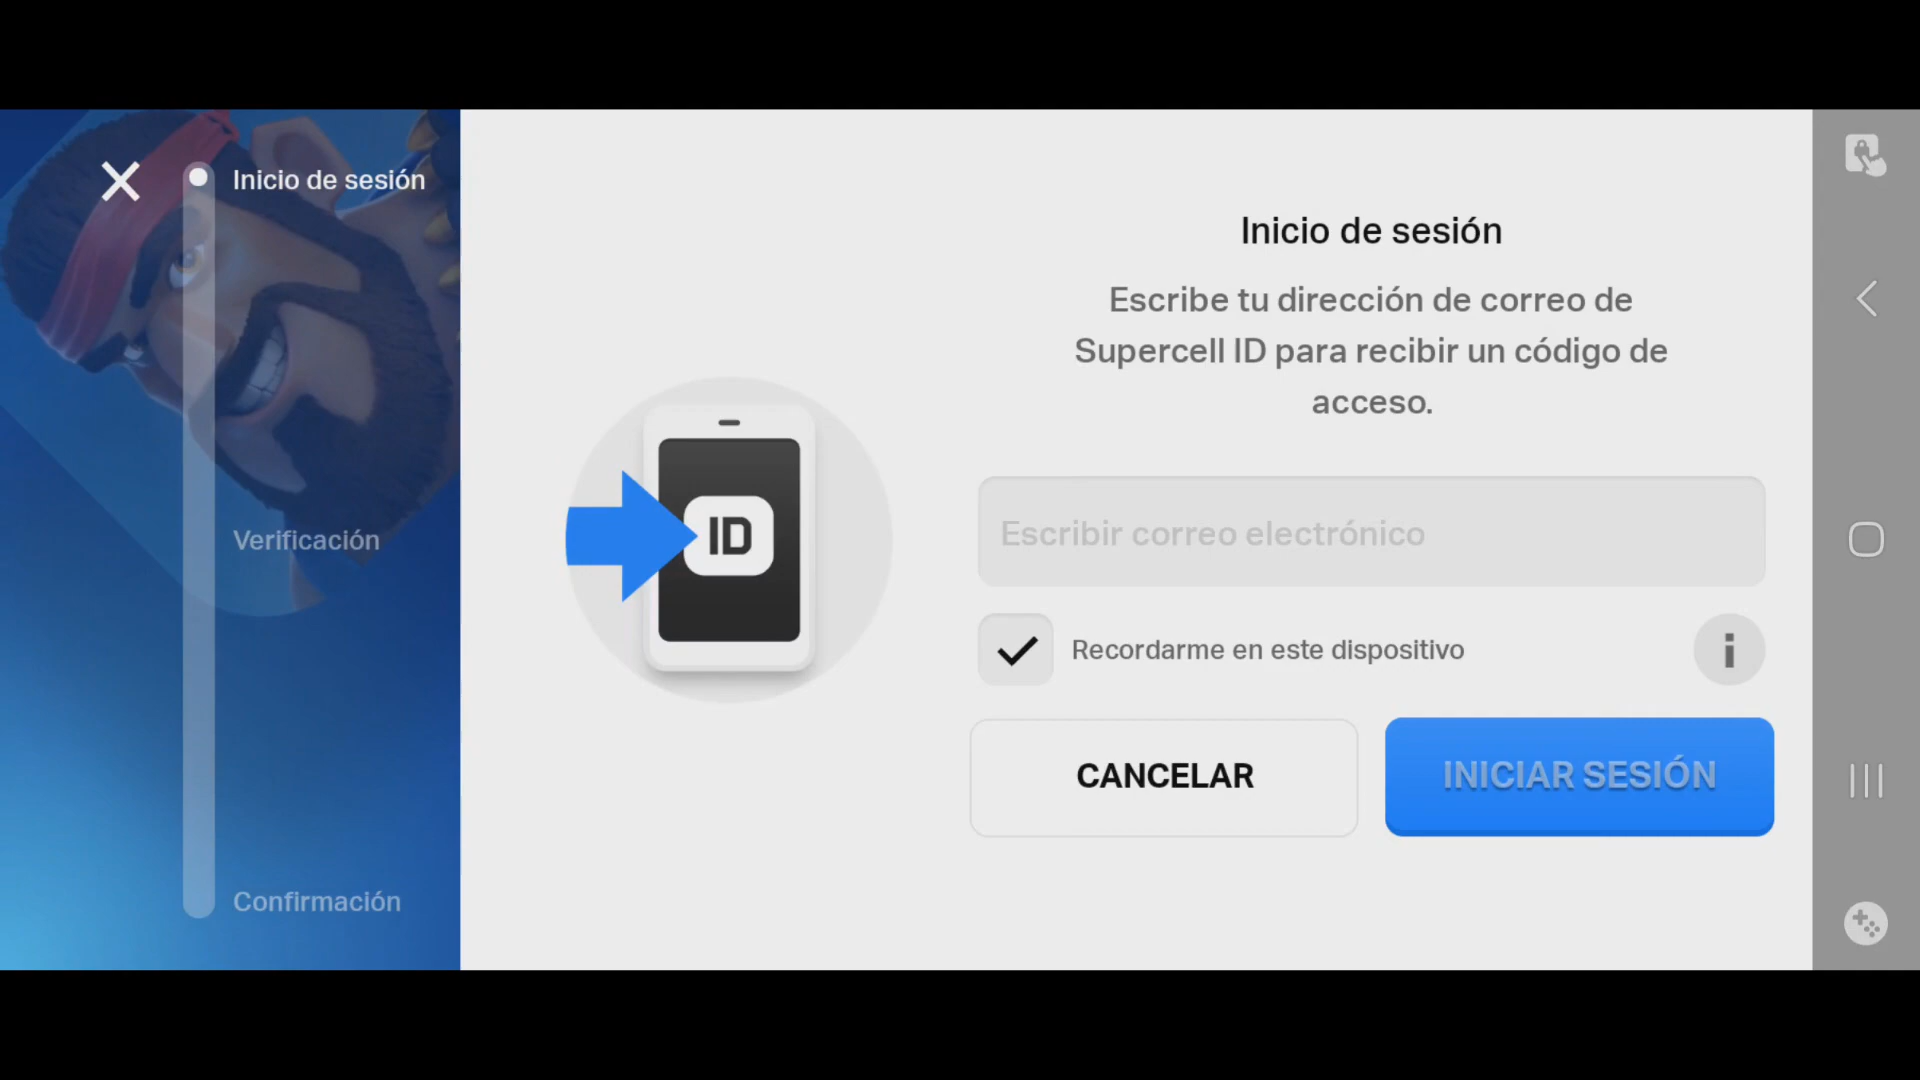 Inicio de sesión
Verificación
Confirmación
Inicio de sesión
Escribe tu dirección de correo de
Supercell ID para recibir un código de
acceso.
ID
Escribir correo electrónico
Recordarme en este dispositivo
CANCELAR
INICIAR SESIÓN